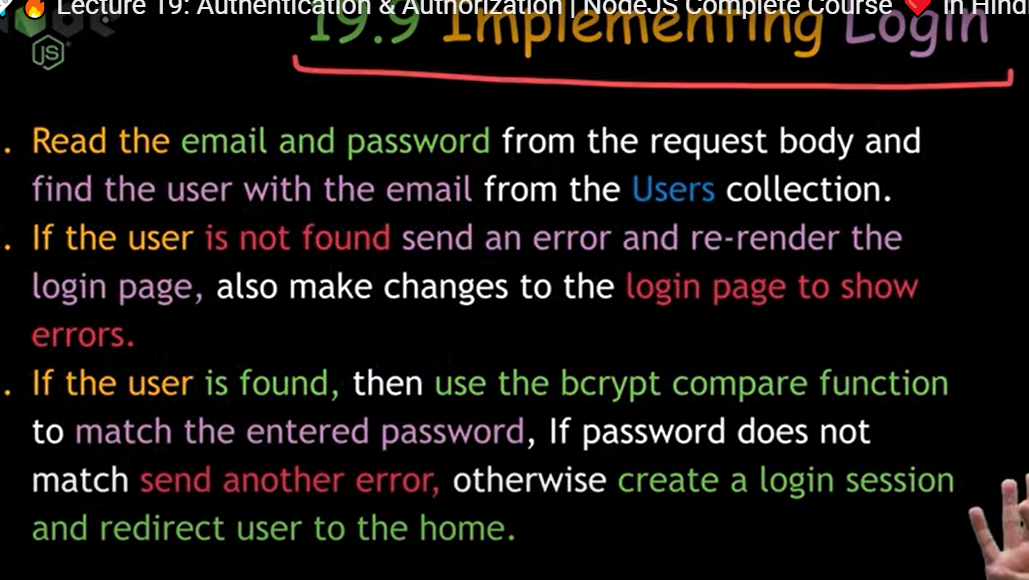 🔥 Lecture 19: Authentication & Authorization | NodeJS Complete Course ❤️ in Hind
JS
19.9 Implementing Login
. Read the email and password from the request body and
find the user with the email from the Users collection.
. If the user is not found send an error and re-render the
login page, also make changes to the login page to show
errors.
. If the user is found, then use the bcrypt compare function
to match the entered password, If password does not
match send another error, otherwise create a login session
and redirect user to the home.